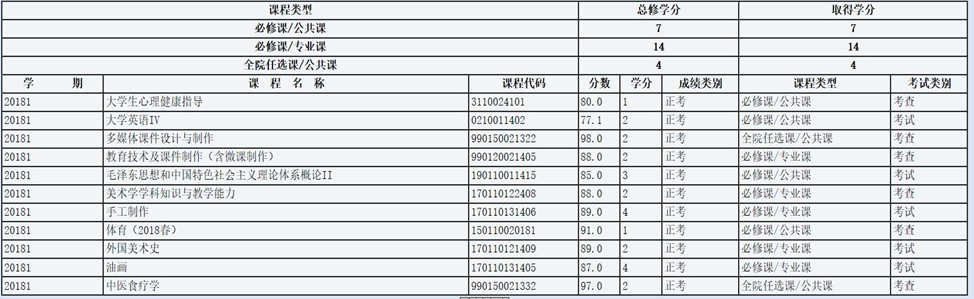 课程类型 总修学分 取得学分
必修课/公共课 7 7
必修课/专业课 14 14
全院任选课/公共课 4 4
学 期 课 程 名 称 课程代码 分数 学分 成绩类别 课程类型 考试类别
20181 大学生心理健康指导 3110024101 80.0 1 正考 必修课/公共课 考查
20181 大学英语IV 0210011402 77.1 2 正考 必修课/公共课 考试
20181 多媒体课件设计与制作 990150021322 98.0 2 正考 全院任选课/公共课 考查
20181 教育技术及课件制作（含微课制作） 990120021405 88.0 2 正考 必修课/专业课 考查
20181 毛泽东思想和中国特色社会主义理论体系概论II 190110011415 85.0 3 正考 必修课/公共课 考试
20181 美术学学科知识与教学能力 170110122408 88.0 2 正考 必修课/专业课 考查
20181 手工制作 170110131406 89.0 4 正考 必修课/专业课 考试
20181 体育（2018春） 150110020181 91.0 1 正考 必修课/公共课 考查
20181 外国美术史 170110121409 89.0 2 正考 必修课/专业课 考试
20181 油画 170110131405 87.0 4 正考 必修课/专业课 考试
20181 中医食疗学 990150021332 97.0 2 正考 全院任选课/公共课 考查